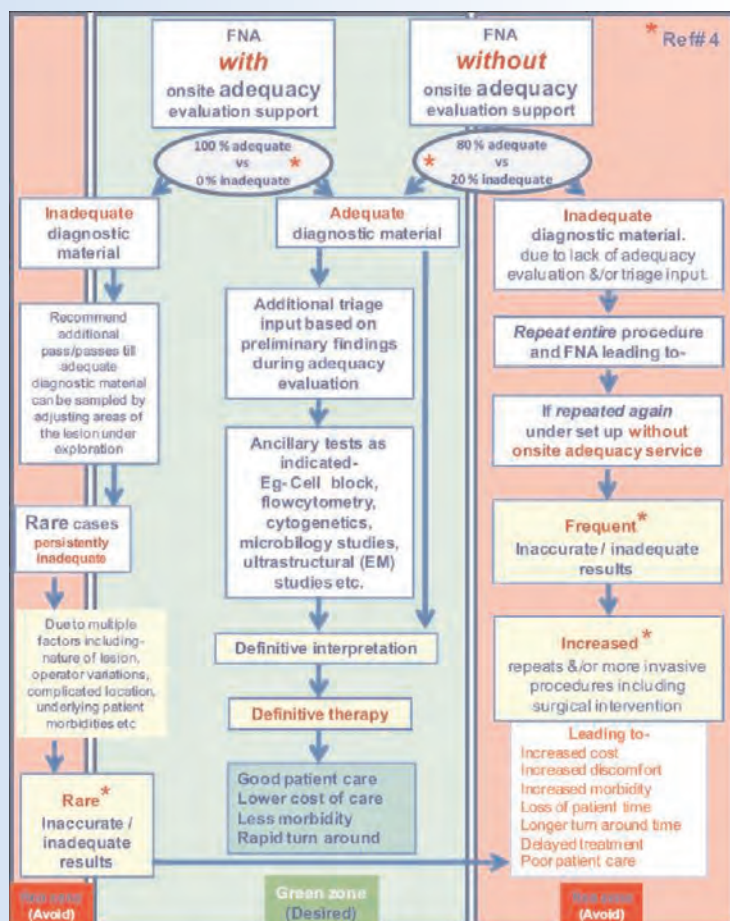 FNA
with
onsite adequacy
evaluation support
FNA
without
onsite adequacy
evaluation support
* Ref# 4
100 % adequate
vs *
0 % inadequate
80 % adequate
* vs
20 % inadequate
Inadequate
diagnostic
material
Recommend
additional
pass/passes till
adequate
diagnostic material
can be sampled by
adjusting areas of
the lesion under
exploration
Rare cases
persistently
inadequate
Due to multiple
factors including-
nature of lesion,
operator variations,
complicated location,
underlying patient
morbidities etc
Rare*
Inaccurate /
inadequate
results
(Avoid)
Adequate
diagnostic material
Additional triage
input based on
preliminary findings
during adequacy
evaluation
Ancillary tests as
indicated-
Eg- Cell block,
flowcytometry,
cytogenetics,
microbilogy studies,
ultrastructural (EM)
studies etc.
Definitive interpretation
Definitive therapy
Good patient care
Lower cost of care
Less morbidity
Rapid turn around
Green zone
(Desired)
Inadequate
diagnostic material.
due to lack of adequacy
evaluation &/or triage input.
Repeat entire procedure
and FNA leading to-
If repeated again
under set up without
onsite adequacy service
Frequent*
Inaccurate / inadequate
results
Increased *
repeats &/or more invasive
procedures including
surgical intervention
Leading to-
Increased cost
Increased discomfort
Increased morbidity
Loss of patient time
Longer turn around time
Delayed treatment
Poor patient care
(Avoid)